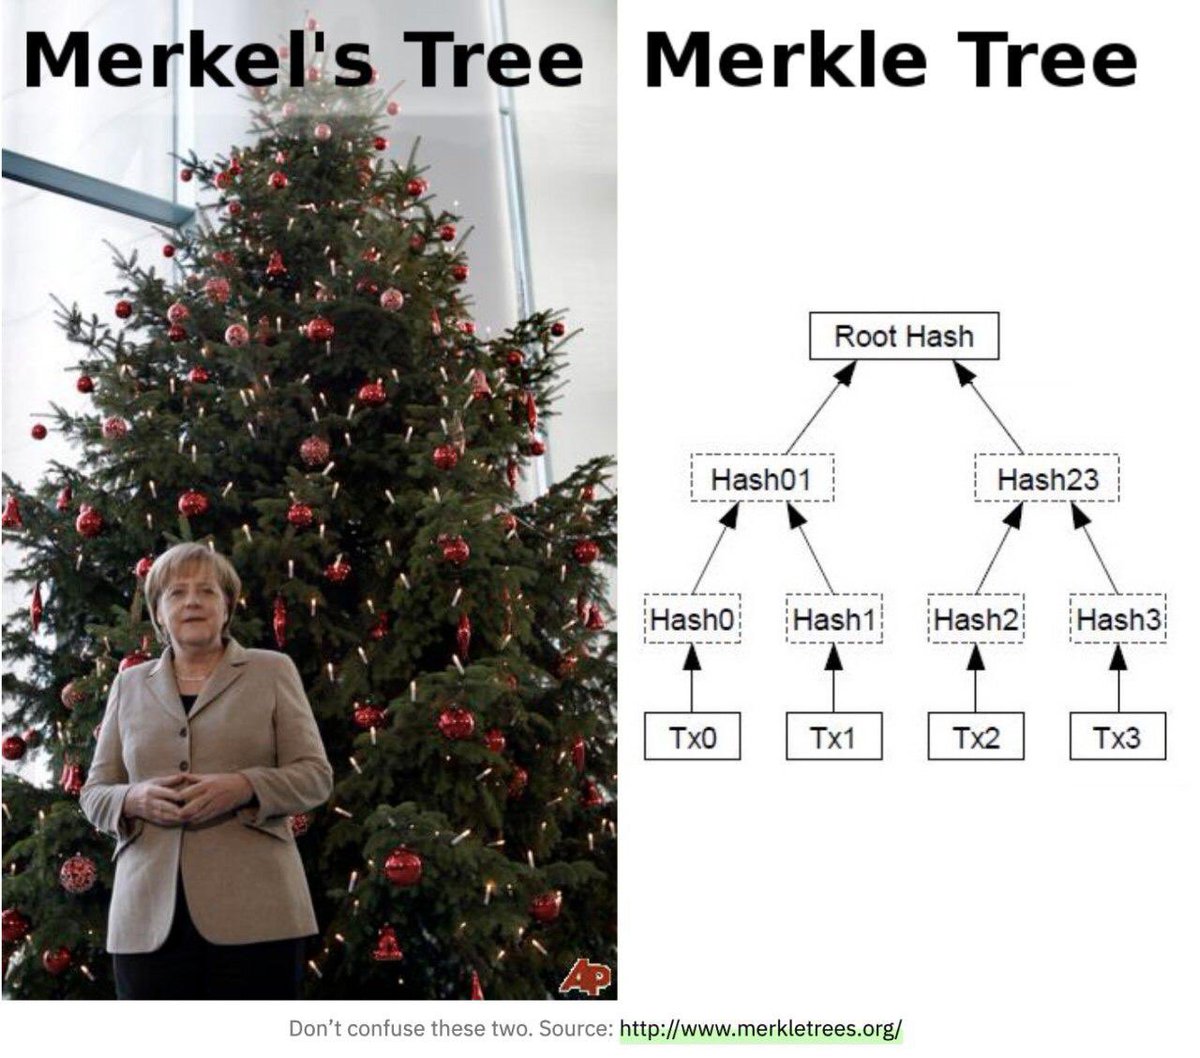 Merkel's Tree
Merkle Tree
Root Hash
Hash01 Hash23
Hash0 Hash1 Hash2 Hash3
Tx0 Tx1 Tx2 Tx3
AP
Don’t confuse these two. Source: http://www.merkletrees.org/